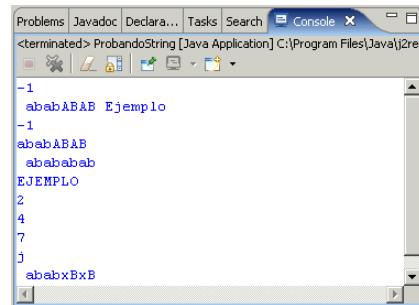 Problems Javadoc Declara... Tasks Search Console
<terminated> ProbandoString [Java Application] C:\Program Files\Java\j2re
-1
ababABAB Ejemplo
-1
ababABAB
abababab
EJEMPLO
2
4
7
j
ababxBxB